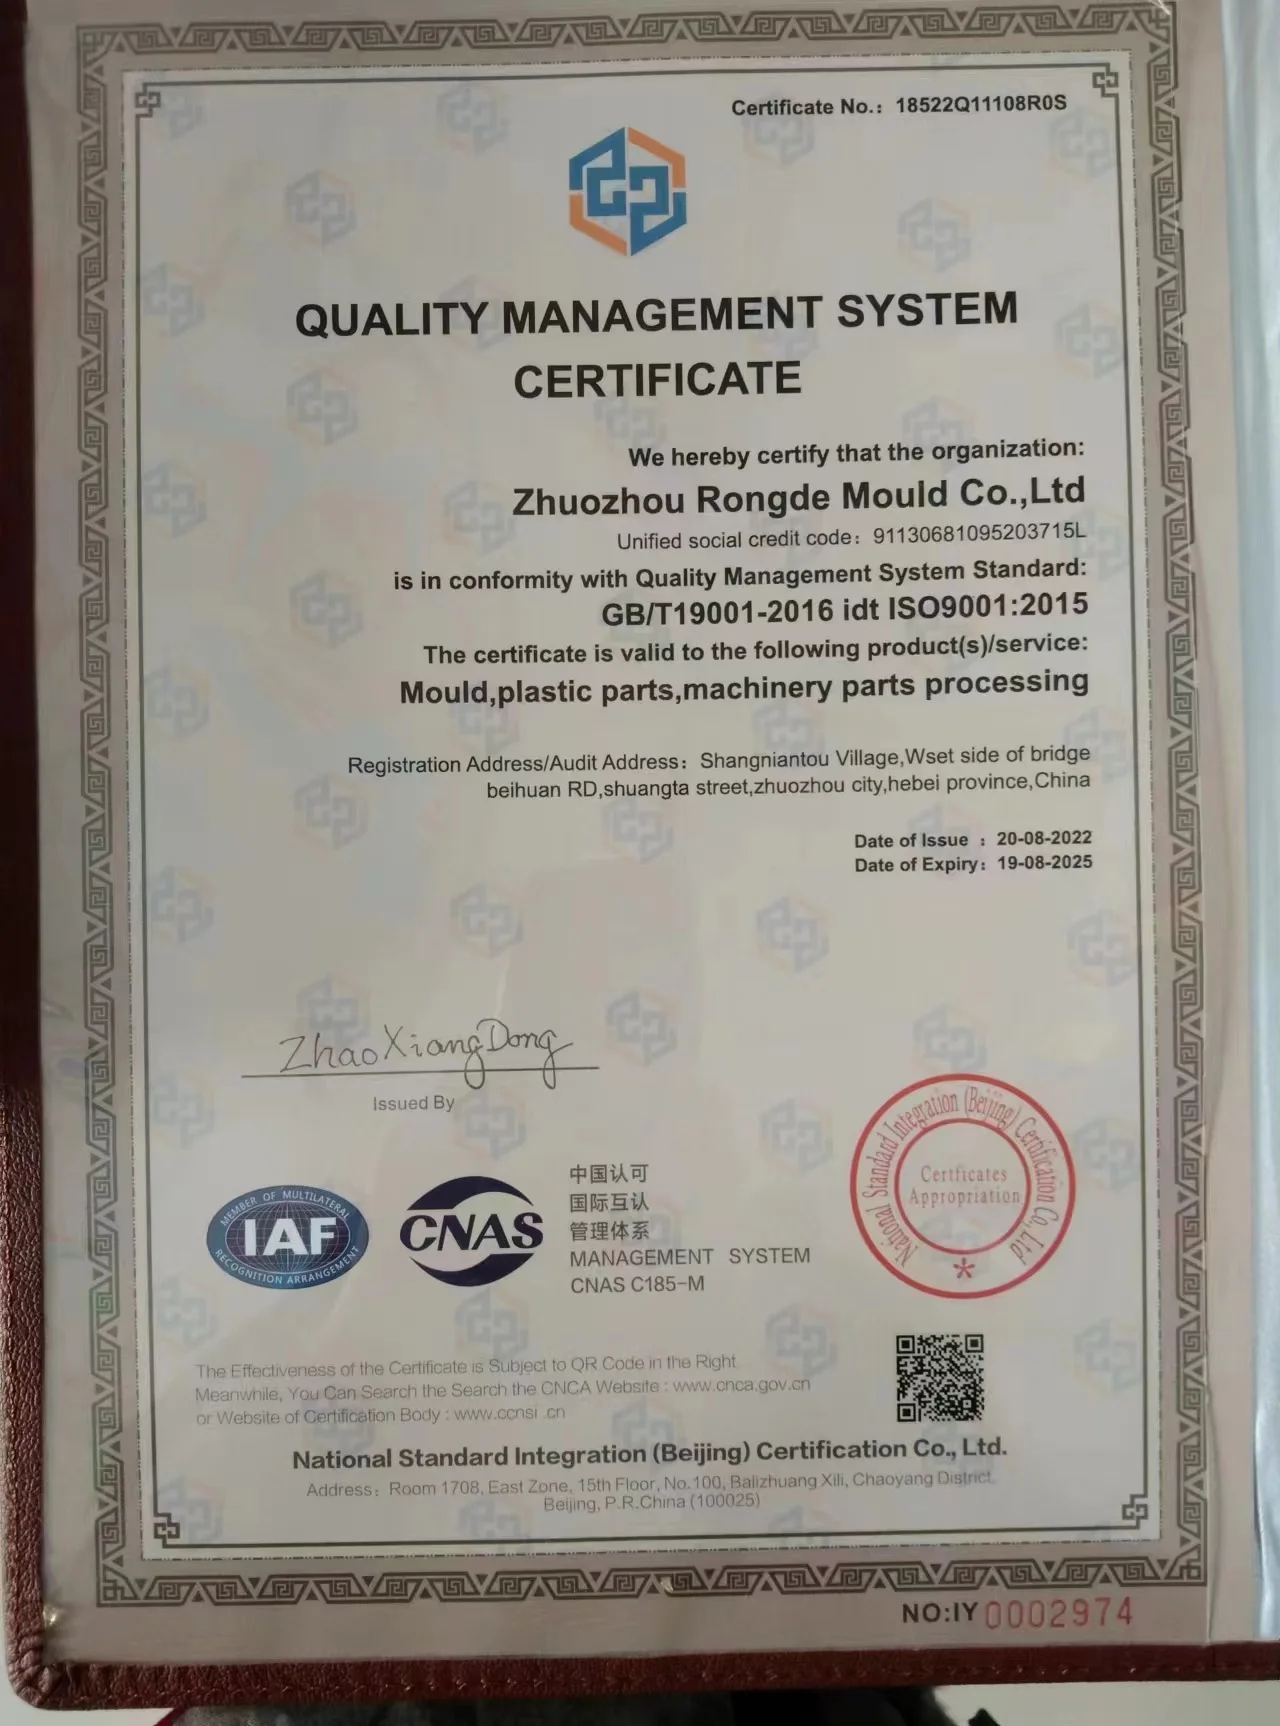 Certificate No.: 18522Q11108R0S
QUALITY MANAGEMENT SYSTEM
CERTIFICATE
We hereby certify that the organization:
Zhuozhou Rongde Mould Co.,Ltd
Unified social credit code：91130681095203715L
is in conformity with Quality Management System Standard:
GB/T19001-2016 idt ISO9001:2015
The certificate is valid to the following product(s)/service:
Mould,plastic parts,machinery parts processing
Registration Address/Audit Address：Shangniantou Village,Wset side of bridge
beihuan RD,shuangta street,zhuozhou city,hebei province,China
Date of Issue ：20-08-2022
Date of Expiry：19-08-2025
Zhao XiangDong
Issued By
MEMBER OF MULTILATERAL
IAF
RECOGNITION ARRANGEMENT
CNAS
中国认可
国际互认
管理体系
MANAGEMENT SYSTEM
CNAS C185-M
National Standard Integration (Beijing) Certification Co.,Ltd
Certficates
Appropriation
The Effectiveness of the Certificate is Subject to QR Code in the Right
Meanwhile, You Can Search the Search the CNCA Website : www.cnca.gov.cn
or Website of Certification Body : www.ccnsi .cn
National Standard Integration (Beijing) Certification Co., Ltd.
Address：Room 1708, East Zone, 15th Floor, No.100, Balizhuang Xili, Chaoyang District,
Beijing, P.R.China (100025)
NO:IY 0002974